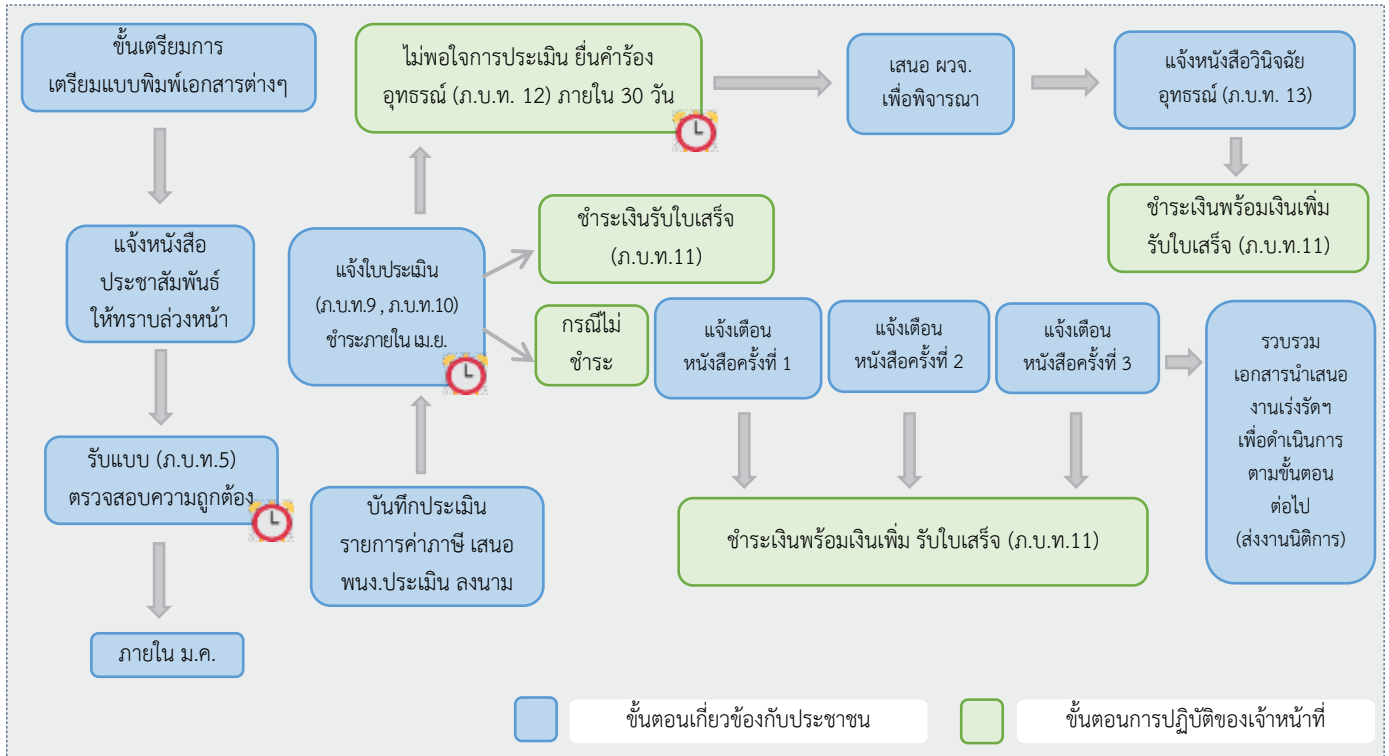 ขั้นเตรียมการ
เตรียมแบบพิมพ์เอกสารต่างๆ
ไม่พอใจการประเมิน ยื่นคำร้อง
อุทธรณ์ (ภ.บ.ท. 12) ภายใน 30 วัน
เสนอ ผวจ.
เพื่อพิจารณา
แจ้งหนังสือวินิจฉัย
อุทธรณ์ (ภ.บ.ท. 13)
ชำระเงินพร้อมเงินเพิ่ม
รับใบเสร็จ (ภ.บ.ท.11)
แจ้งหนังสือ
ประชาสัมพันธ์
ให้ทราบล่วงหน้า
แจ้งใบประเมิน
(ภ.บ.ท.9 , ภ.บ.ท.10)
ชำระภายใน เม.ย.
ชำระเงินรับใบเสร็จ
(ภ.บ.ท.11)
กรณีไม่
ชำระ
แจ้งเตือน
หนังสือครั้งที่ 1
แจ้งเตือน
หนังสือครั้งที่ 2
แจ้งเตือน
หนังสือครั้งที่ 3
รวบรวม
เอกสารนำเสนอ
งานเร่งรัดฯ
เพื่อดำเนินการ
ตามขั้นตอน
ต่อไป
(ส่งงานนิติการ)
รับแบบ (ภ.บ.ท.5)
ตรวจสอบความถูกต้อง
บันทึกประเมิน
รายการค่าภาษี เสนอ
พนง.ประเมิน ลงนาม
ชำระเงินพร้อมเงินเพิ่ม รับใบเสร็จ (ภ.บ.ท.11)
ภายใน ม.ค.
ขั้นตอนเกี่ยวข้องกับประชาชน
ขั้นตอนการปฏิบัติของเจ้าหน้าที่